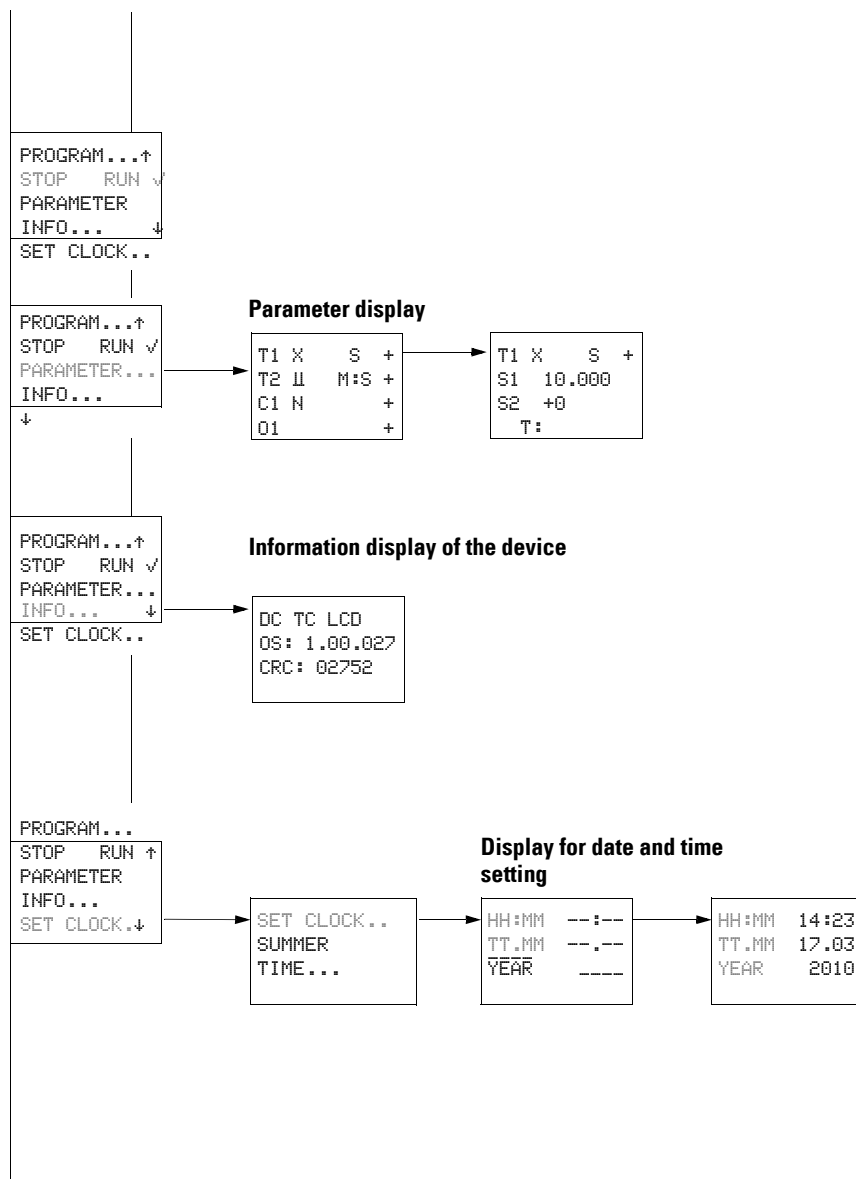 PROGRAM...↑
STOP RUN √
PARAMETER
INFO... ↓
SET CLOCK..
Parameter display
PROGRAM...↑
STOP RUN √
PARAMETER...
INFO...
↓
T1 X S +
T2 Ш M:S +
C1 N +
O1 +
T1 X S +
S1 10.000
S2 +0
T:
Information display of the device
PROGRAM...↑
STOP RUN √
PARAMETER...
INFO... ↓
SET CLOCK..
DC TC LCD
OS: 1.00.027
CRC: 02752
PROGRAM...
STOP RUN ↑
PARAMETER
INFO...
SET CLOCK.↓
SET CLOCK..
SUMMER
TIME...
Display for date and time
setting
HH:MM --:--
TT.MM --.--
YEAR ----
HH:MM 14:23
TT.MM 17.03
YEAR 2010